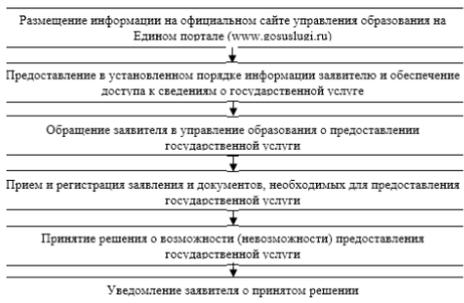 Размещение информации на официальном сайте управления образования на
Едином портале (www.gosuslugi.ru)
Предоставление в установленном порядке информации заявителю и обеспечение
доступа к сведениям о государственной услуге
Обращение заявителя в управление образования о предоставлении
государственной услуги
Прием и регистрация заявления и документов, необходимых для предоставления
государственной услуги
Принятие решения о возможности (невозможности) предоставления
государственной услуги
Уведомление заявителя о принятом решении